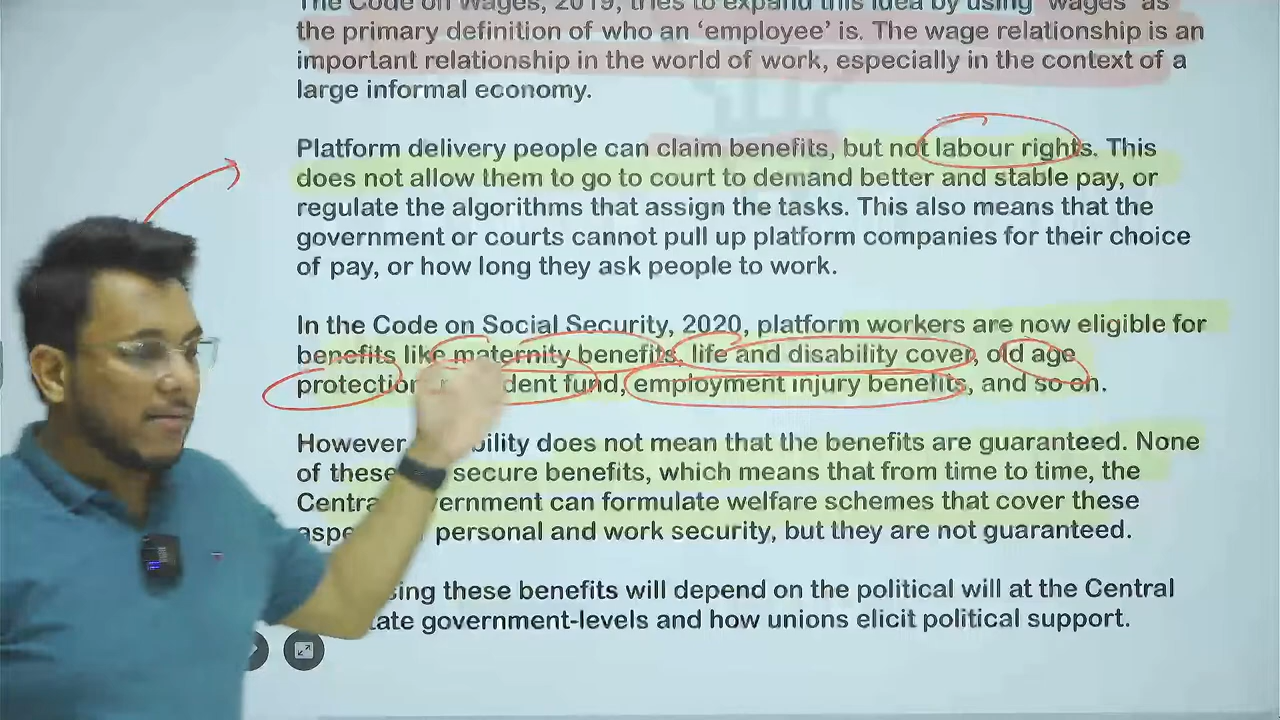 The Code on Wages, 2019, tries to expand this idea by using 'wages' as
the primary definition of who an 'employee' is. The wage relationship is an
important relationship in the world of work, especially in the context of a
large informal economy.
Platform delivery people can claim benefits, but not labour rights. This
does not allow them to go to court to demand better and stable pay, or
regulate the algorithms that assign the tasks. This also means that the
government or courts cannot pull up platform companies for their choice
of pay, or how long they ask people to work.
In the Code on Social Security, 2020, platform workers are now eligible for
benefits like maternity benefits, life and disability cover, old age
protection dent fund, employment injury benefits, and so on.
However, bility does not mean that the benefits are guaranteed. None
of these secure benefits, which means that from time to time, the
Centra ernment can formulate welfare schemes that cover these
aspe personal and work security, but they are not guaranteed.
sing these benefits will depend on the political will at the Central
tate government-levels and how unions elicit political support.